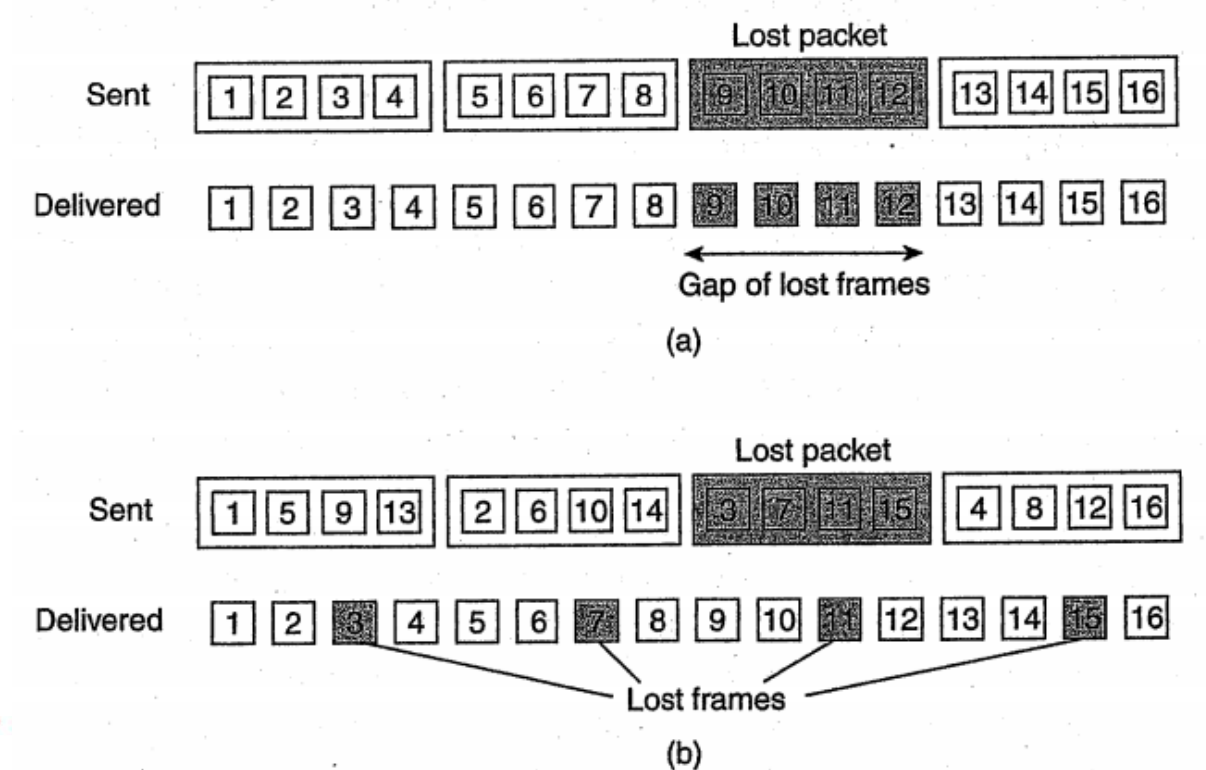 Lost packet
Sent 1 2 3 4 5 6 7 8 9 10 11 12 13 14 15 16
Delivered 1 2 3 4 5 6 7 8 9 10 11 12 13 14 15 16
Gap of lost frames
(a)
Lost packet
Sent 1 5 9 13 2 6 10 14 3 7 11 15 4 8 12 16
Delivered 1 2 3 4 5 6 7 8 9 10 11 12 13 14 15 16
Lost frames
(b)